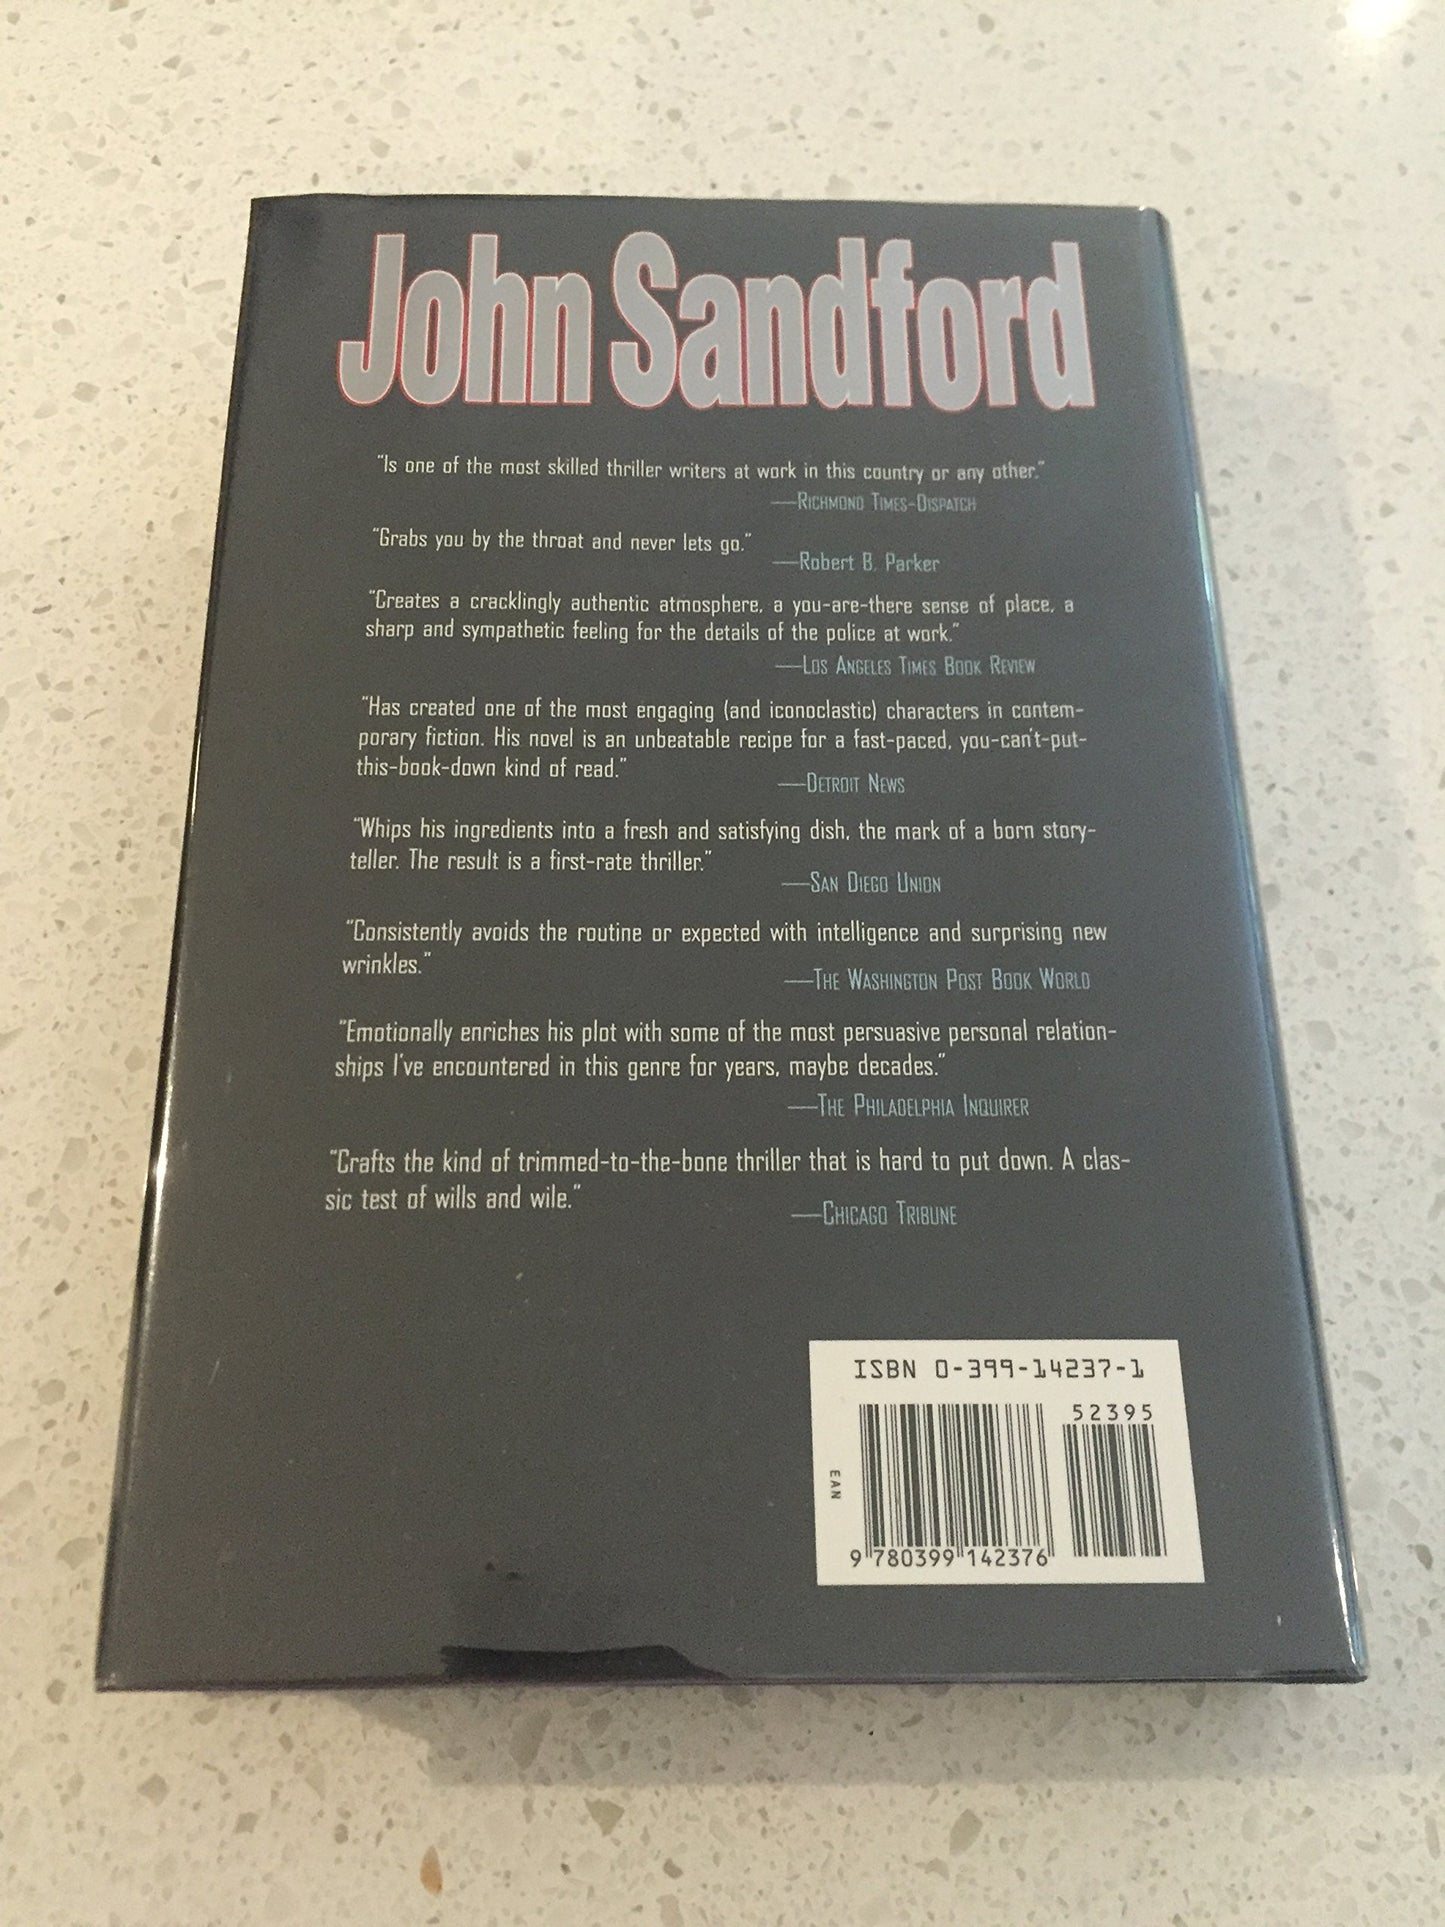 John Sandford
"Is one of the most skilled thriller writers at work in this country or any other."
—RICHMOND TIMES-DISPATCH
"Grabs you by the throat and never lets go."
—Robert B. Parker
"Creates a cracklingly authentic atmosphere, a you-are-there sense of place, a
sharp and sympathetic feeling for the details of the police at work."
—LOS ANGELES TIMES BOOK REVIEW
"Has created one of the most engaging (and iconoclastic) characters in contem-
porary fiction. His novel is an unbeatable recipe for a fast-paced, you-can't-put-
this-book-down kind of read."
—DETROIT NEWS
"Whips his ingredients into a fresh and satisfying dish, the mark of a born story-
teller. The result is a first-rate thriller."
—SAN DIEGO UNION
"Consistently avoids the routine or expected with intelligence and surprising new
wrinkles."
—THE WASHINGTON POST BOOK WORLD
"Emotionally enriches his plot with some of the most persuasive personal relation-
ships I've encountered in this genre for years, maybe decades."
—THE PHILADELPHIA INQUIRER
"Crafts the kind of trimmed-to-the-bone thriller that is hard to put down. A clas-
sic test of wills and wile."
—CHICAGO TRIBUNE
ISBN 0-399-14237-1
52395
EAN
9 780399 142376